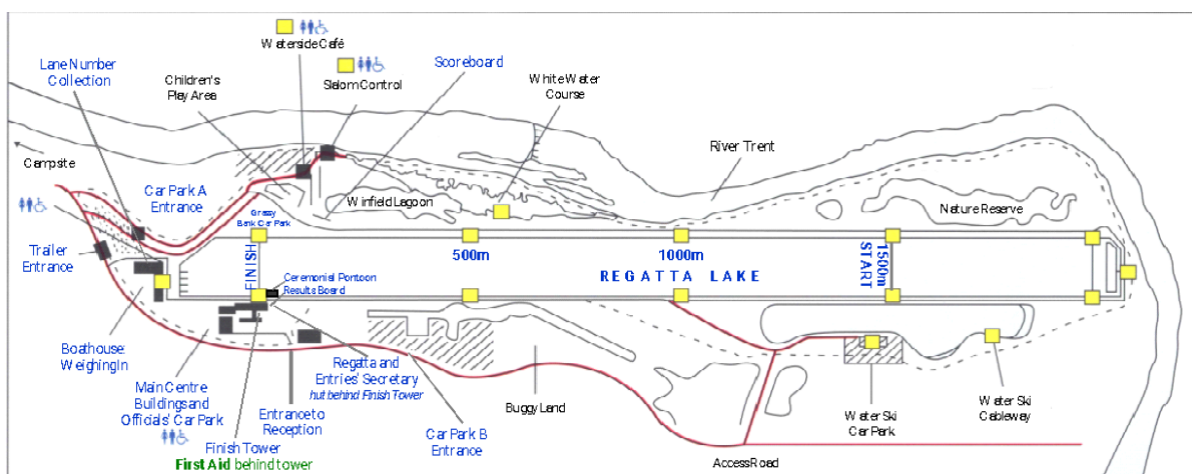 Waterside Café
Slalom Control
Lane Number
Collection
Children's
Play Area
Scoreboard
White Water
Course
Campsite
River Trent
Car Park A
Entrance
Winfield Lagoon
Nature Reserve
Grassy
Bank Car Park
Trailer
Entrance
FINISH
500m
1000m
1500m
START
REGATTA LAKE
Ceremonial Pontoon
Results Board
Boathouse:
Weighing In
Main Centre
Buildings and
Officials' Car Park
Regatta and
Entries' Secretary
hut behind Finish Tower
Entrance to
Reception
Finish Tower
First Aid behind tower
Car Park B
Entrance
Buggy Land
Access Road
Water Ski
Car Park
Water Ski
Cableway